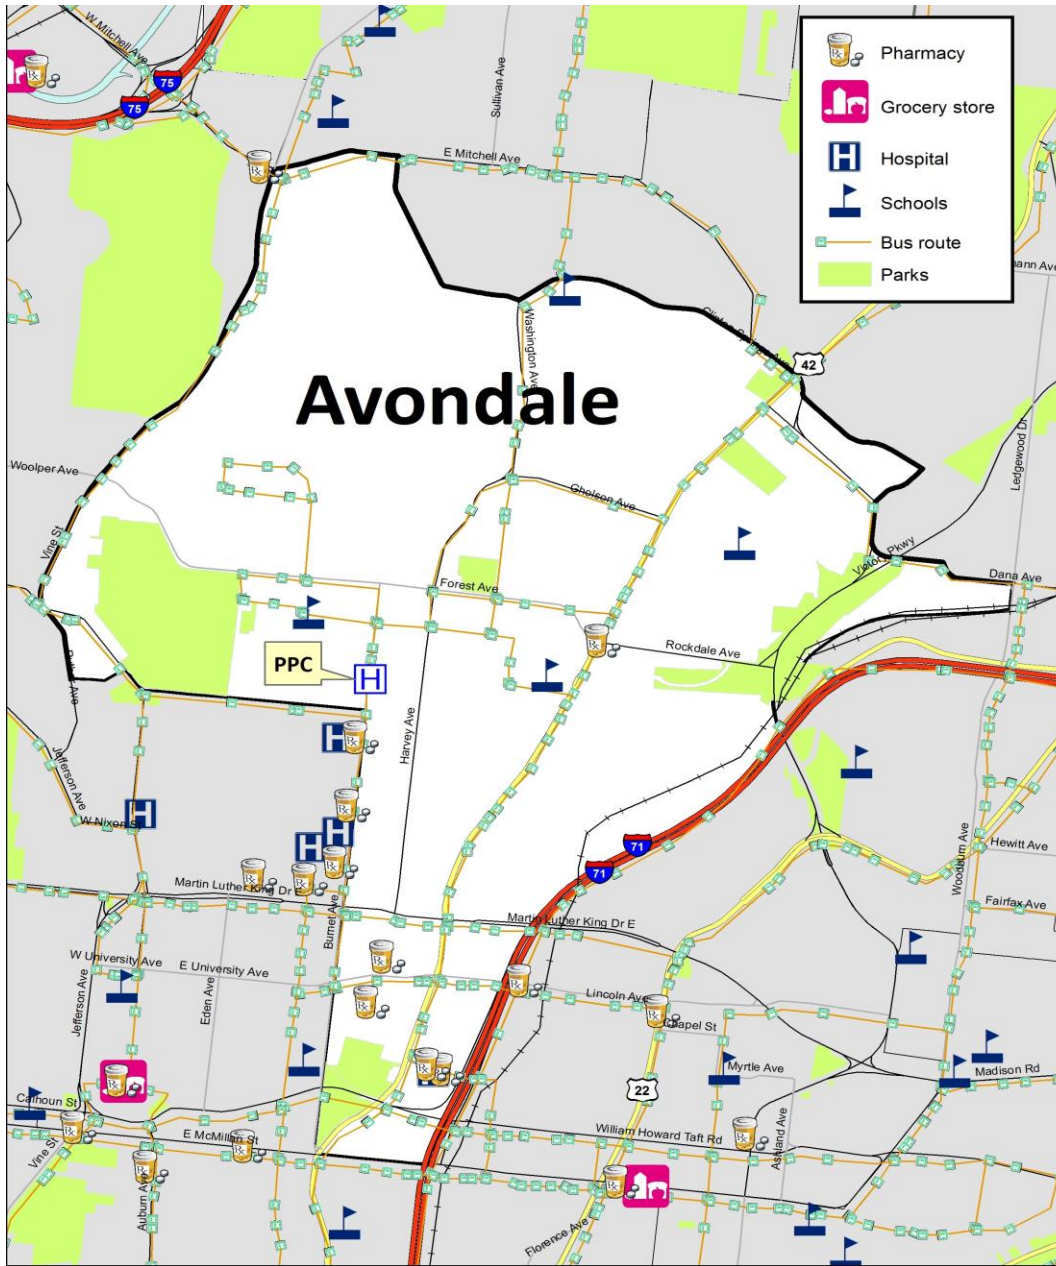 W Mitchell Ave
75
75
Sullivan Ave
E Mitchell Ave
Pharmacy
Grocery store
H
Hospital
Schools
Bus route
Parks
Washington Ave
42
Avondale
Ledgewood Dr
Woolper Ave
Gholson Ave
Vine St
Forest Ave
Dana Ave
Rockdale Ave
PPC
H
Harvey Ave
H
Jefferson Ave
H
W Nixon St
H
H
71
71
Hewitt Ave
Woodburn Ave
Martin Luther King Dr E
Fairfax Ave
Martin Luther King Dr E
Burnet Ave
W University Ave
E University Ave
Eden Ave
Jefferson Ave
Lincoln Ave
Chapel St
Myrtle Ave
Madison Rd
22
Calhoun St
E McMillan St
William Howard Taft Rd
Ashland Ave
Vine St
Auburn Ave
Florence Ave